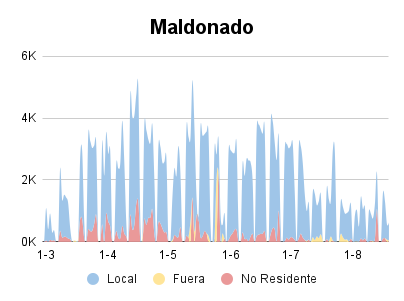 Maldonado
6K
4K
2K
0K
1-3 1-4 1-5 1-6 1-7 1-8
Local Fuera No Residente